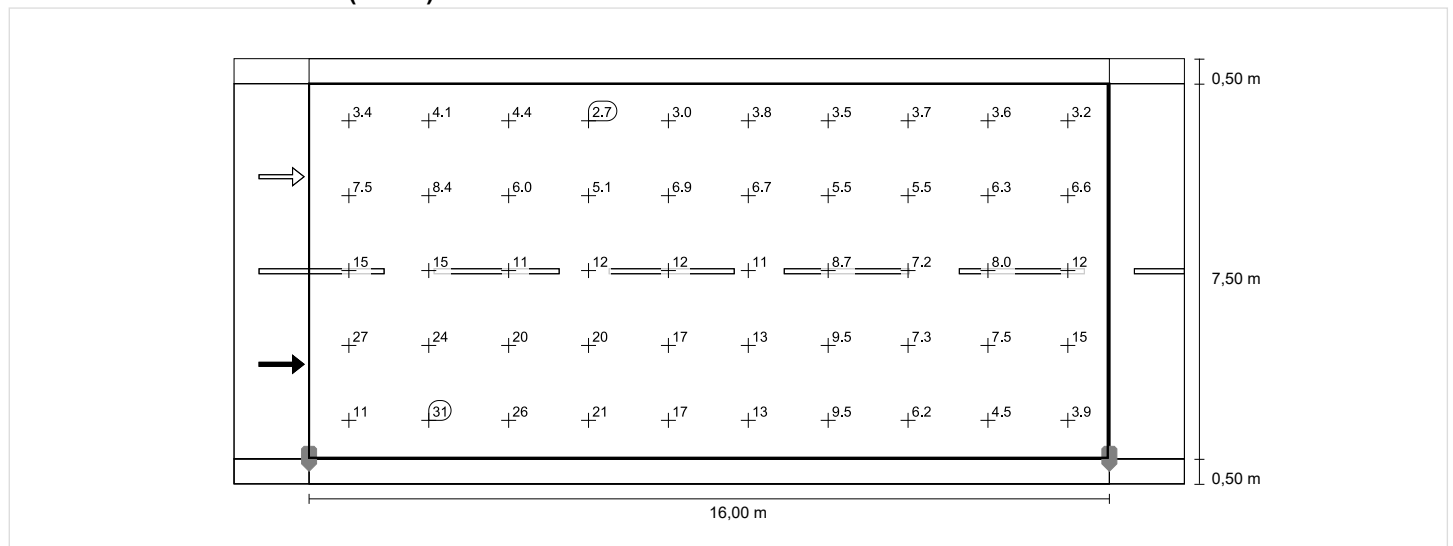 0,50 m
3.4 4.1 4.4 2.7 3.0 3.8 3.5 3.7 3.6 3.2
7.5 8.4 6.0 5.1 6.9 6.7 5.5 5.5 6.3 6.6
15 15 11 12 12 11 8.7 7.2 8.0 12
7,50 m
27 24 20 20 17 13 9.5 7.3 7.5 15
11 31 26 21 17 13 9.5 6.2 4.5 3.9
0,50 m
16,00 m